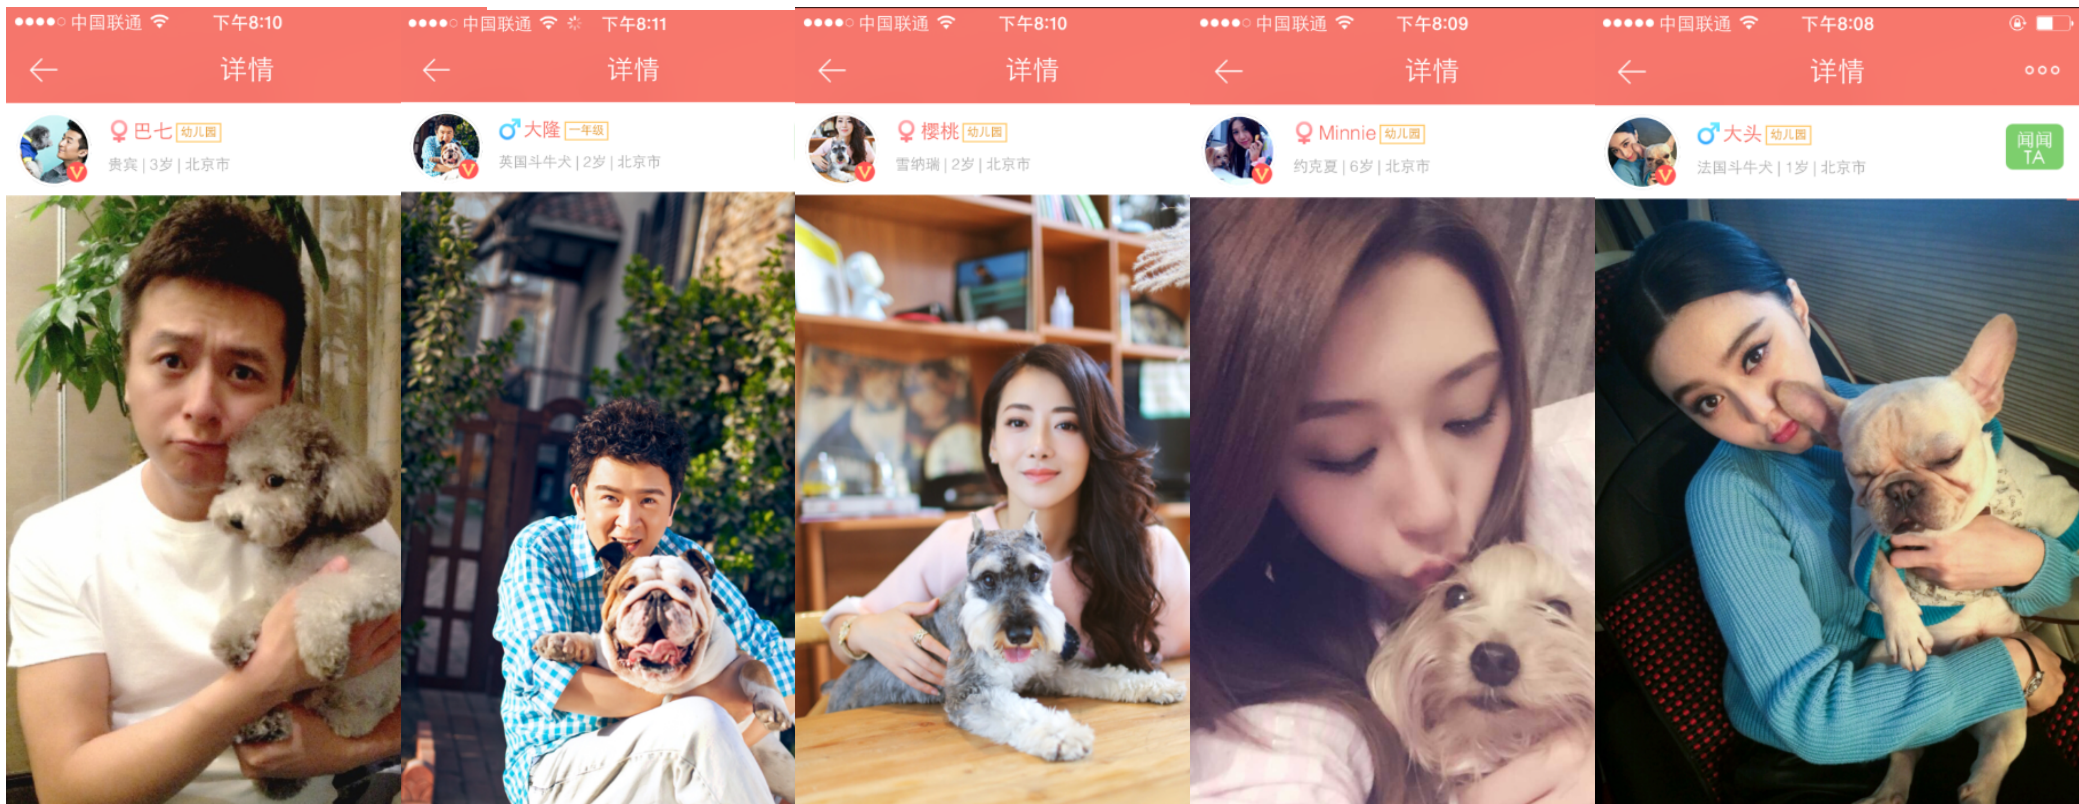 中国联通 下午8:10
详情
巴七 幼儿园
贵宾 | 3岁 | 北京市
中国联通 下午8:11
详情
大隆 一年级
英国斗牛犬 | 2岁 | 北京市
中国联通 下午8:10
详情
樱桃 幼儿园
雪纳瑞 | 2岁 | 北京市
中国联通 下午8:09
详情
Minnie 幼儿园
约克夏 | 6岁 | 北京市
中国联通 下午8:08
详情
大头 幼儿园
法国斗牛犬 | 1岁 | 北京市
闻闻
TA